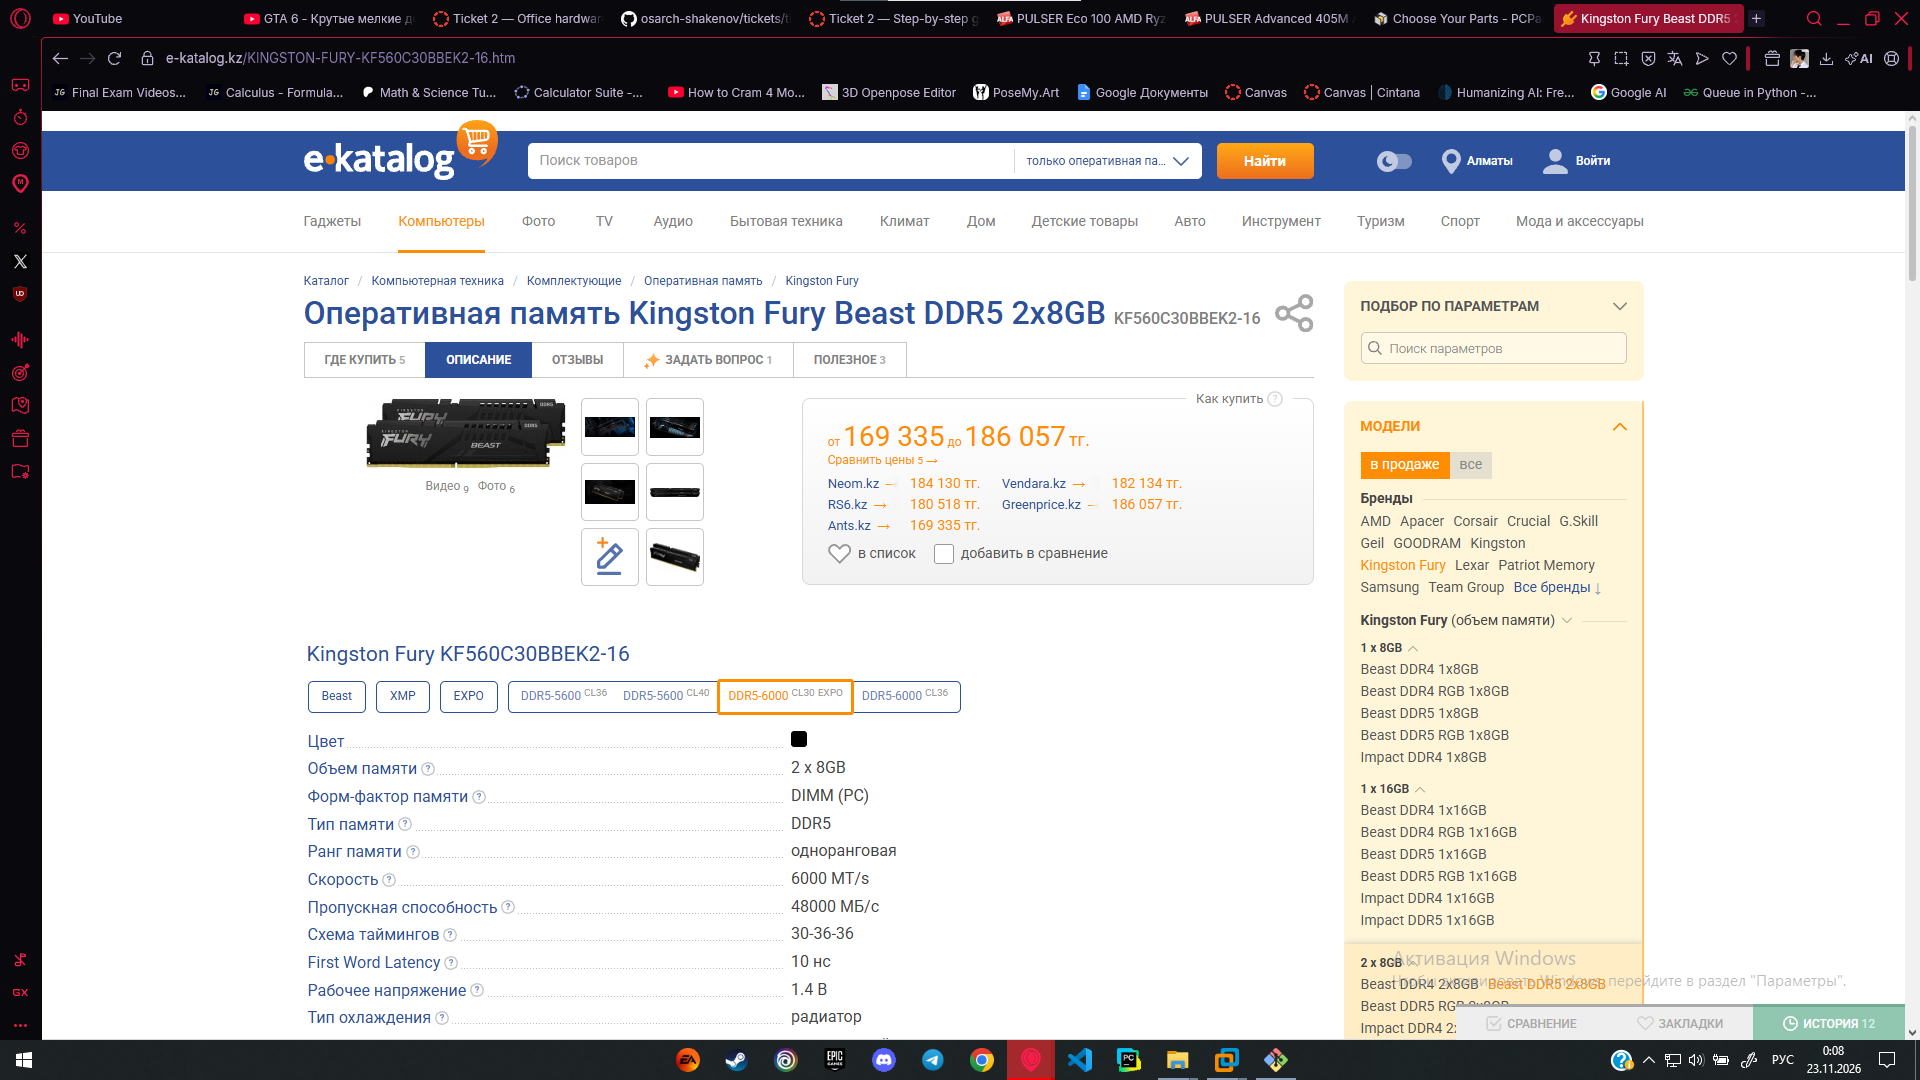 YouTube
GTA 6 - Крутые мелкие д
Ticket 2 — Office hardwar
osarch-shakenov/tickets/t
Ticket 2 — Step-by-step g
PULSER Eco 100 AMD Ryz
PULSER Advanced 405M
Choose Your Parts - PCPa
Kingston Fury Beast DDR5
e-katalog.kz/KINGSTON-FURY-KF560C30BBEK2-16.htm
AI
Final Exam Videos...
Calculus - Formula...
Math & Science Tu...
Calculator Suite -...
How to Cram 4 Mo...
3D Openpose Editor
PoseMy.Art
Google Документы
Canvas
Canvas | Cintana
Humanizing AI: Fre...
Google AI
Queue in Python -...
e·katalog
Поиск товаров
только оперативная па...
Найти
Алматы
Войти
Гаджеты Компьютеры Фото TV Аудио Бытовая техника Климат Дом Детские товары Авто Инструмент Туризм Спорт Мода и аксессуары
Каталог / Компьютерная техника / Комплектующие / Оперативная память / Kingston Fury
Оперативная память Kingston Fury Beast DDR5 2x8GB KF560C30BBEK2-16
ГДЕ КУПИТЬ 5 ОПИСАНИЕ ОТЗЫВЫ ЗАДАТЬ ВОПРОС 1 ПОЛЕЗНОЕ 3
FURY
FURY BEAST
Видео 9 Фото 6
Как купить ?
от 169 335 до 186 057 тг.
Сравнить цены 5 →
Neom.kz → 184 130 тг. Vendara.kz → 182 134 тг.
RS6.kz → 180 518 тг. Greenprice.kz → 186 057 тг.
Ants.kz → 169 335 тг.
в список добавить в сравнение
Kingston Fury KF560C30BBEK2-16
Beast XMP EXPO DDR5-5600 CL36 DDR5-5600 CL40 DDR5-6000 CL30 EXPO DDR5-6000 CL36
Цвет
Объем памяти ? 2 x 8GB
Форм-фактор памяти ? DIMM (PC)
Тип памяти ? DDR5
Ранг памяти ? одноранговая
Скорость ? 6000 MT/s
Пропускная способность ? 48000 МБ/с
Схема таймингов ? 30-36-36
First Word Latency ? 10 нс
Рабочее напряжение ? 1.4 В
Тип охлаждения ? радиатор
ПОДБОР ПО ПАРАМЕТРАМ
Поиск параметров
МОДЕЛИ
в продаже все
Бренды
AMD Apacer Corsair Crucial G.Skill
Geil GOODRAM Kingston
Kingston Fury Lexar Patriot Memory
Samsung Team Group Все бренды ↓
Kingston Fury (объем памяти)
1 x 8GB
Beast DDR4 1x8GB
Beast DDR4 RGB 1x8GB
Beast DDR5 1x8GB
Beast DDR5 RGB 1x8GB
Impact DDR4 1x8GB
1 x 16GB
Beast DDR4 1x16GB
Beast DDR4 RGB 1x16GB
Beast DDR5 1x16GB
Beast DDR5 RGB 1x16GB
Impact DDR4 1x16GB
Impact DDR5 1x16GB
2 x 8GB
Beast DDR4 2x8GB Beast DDR5 2x8GB
Beast DDR5 RGB 2x8GB
Impact DDR4 2x
Активация Windows
Чтобы активировать Windows, перейдите в раздел "Параметры".
СРАВНЕНИЕ ЗАКЛАДКИ ИСТОРИЯ 12
GX
РУС
0:08
23.11.2026